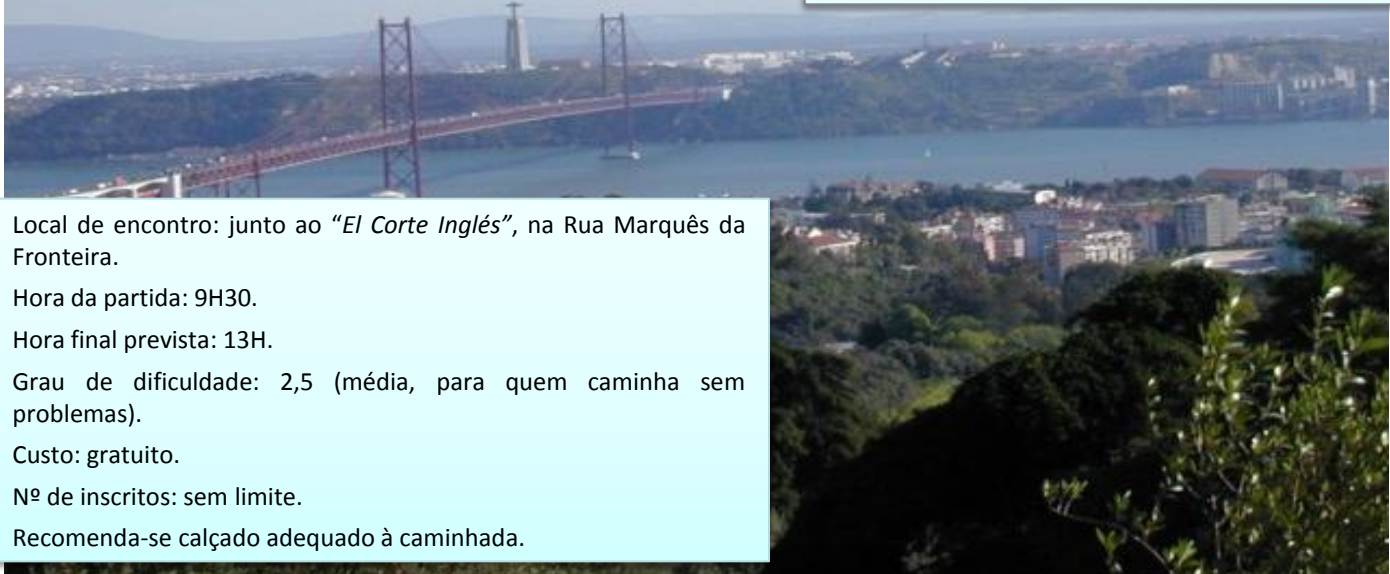 Local de encontro: junto ao “El Corte Inglés”, na Rua Marquês da
Fronteira.
Hora da partida: 9H30.
Hora final prevista: 13H.
Grau de dificuldade: 2,5 (média, para quem caminha sem
problemas).
Custo: gratuito.
Nº de inscritos: sem limite.
Recomenda-se calçado adequado à caminhada.